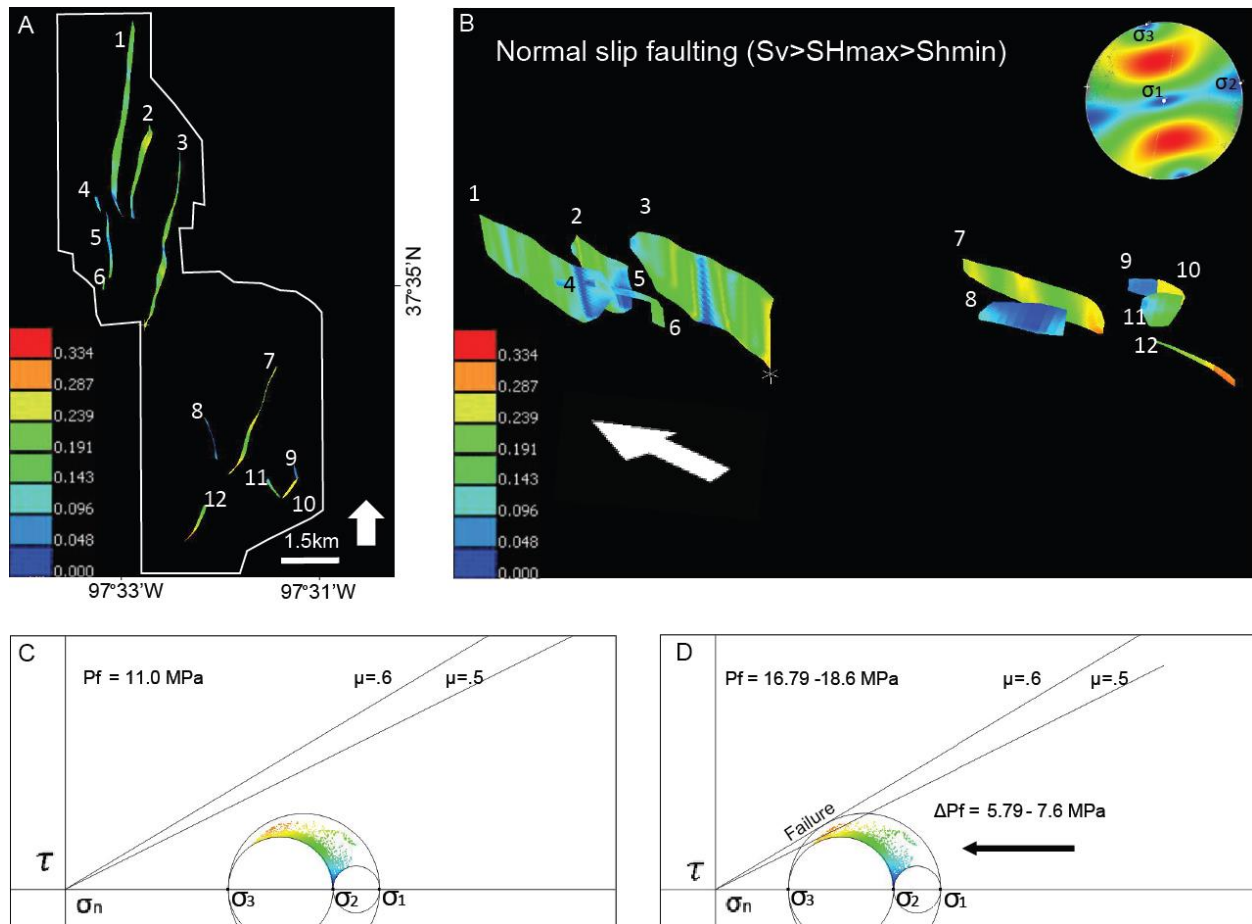 A
1
2
3
4
5
6
7
8
9
10
11
12
0.334
0.287
0.239
0.191
0.143
0.096
0.048
0.000
1.5km
37°35'N
97°33'W
97°31'W
B
Normal slip faulting (Sv>SHmax>Shmin)
σ3
σ1
σ2
1
2
3
4
5
6
7
8
9
10
11
12
0.334
0.287
0.239
0.191
0.143
0.096
0.048
0.000
C
Pf = 11.0 MPa
μ=.6
μ=.5
τ
σn
σ3
σ2
σ1
D
Pf = 16.79 -18.6 MPa
μ=.6
μ=.5
Failure
ΔPf = 5.79 - 7.6 MPa
τ
σn
σ3
σ2
σ1